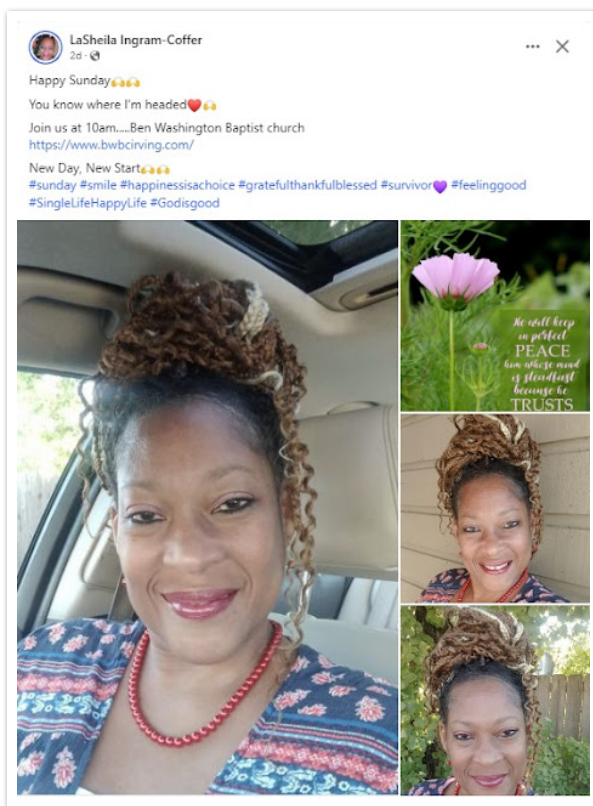 LaSheila Ingram-Coffer
2d ·
Happy Sunday🙌🙌
You know where I'm headed❤️🙌
Join us at 10am.....Ben Washington Baptist church
https://www.bwbcirving.com/
New Day, New Start🙌🙌
#sunday #smile #happinessisachoice #gratefulthankfulblessed #survivor💜 #feelinggood
#SingleLifeHappyLife #Godisgood
He will keep
in perfect
PEACE
him whose mind
is steadfast
because he
TRUSTS